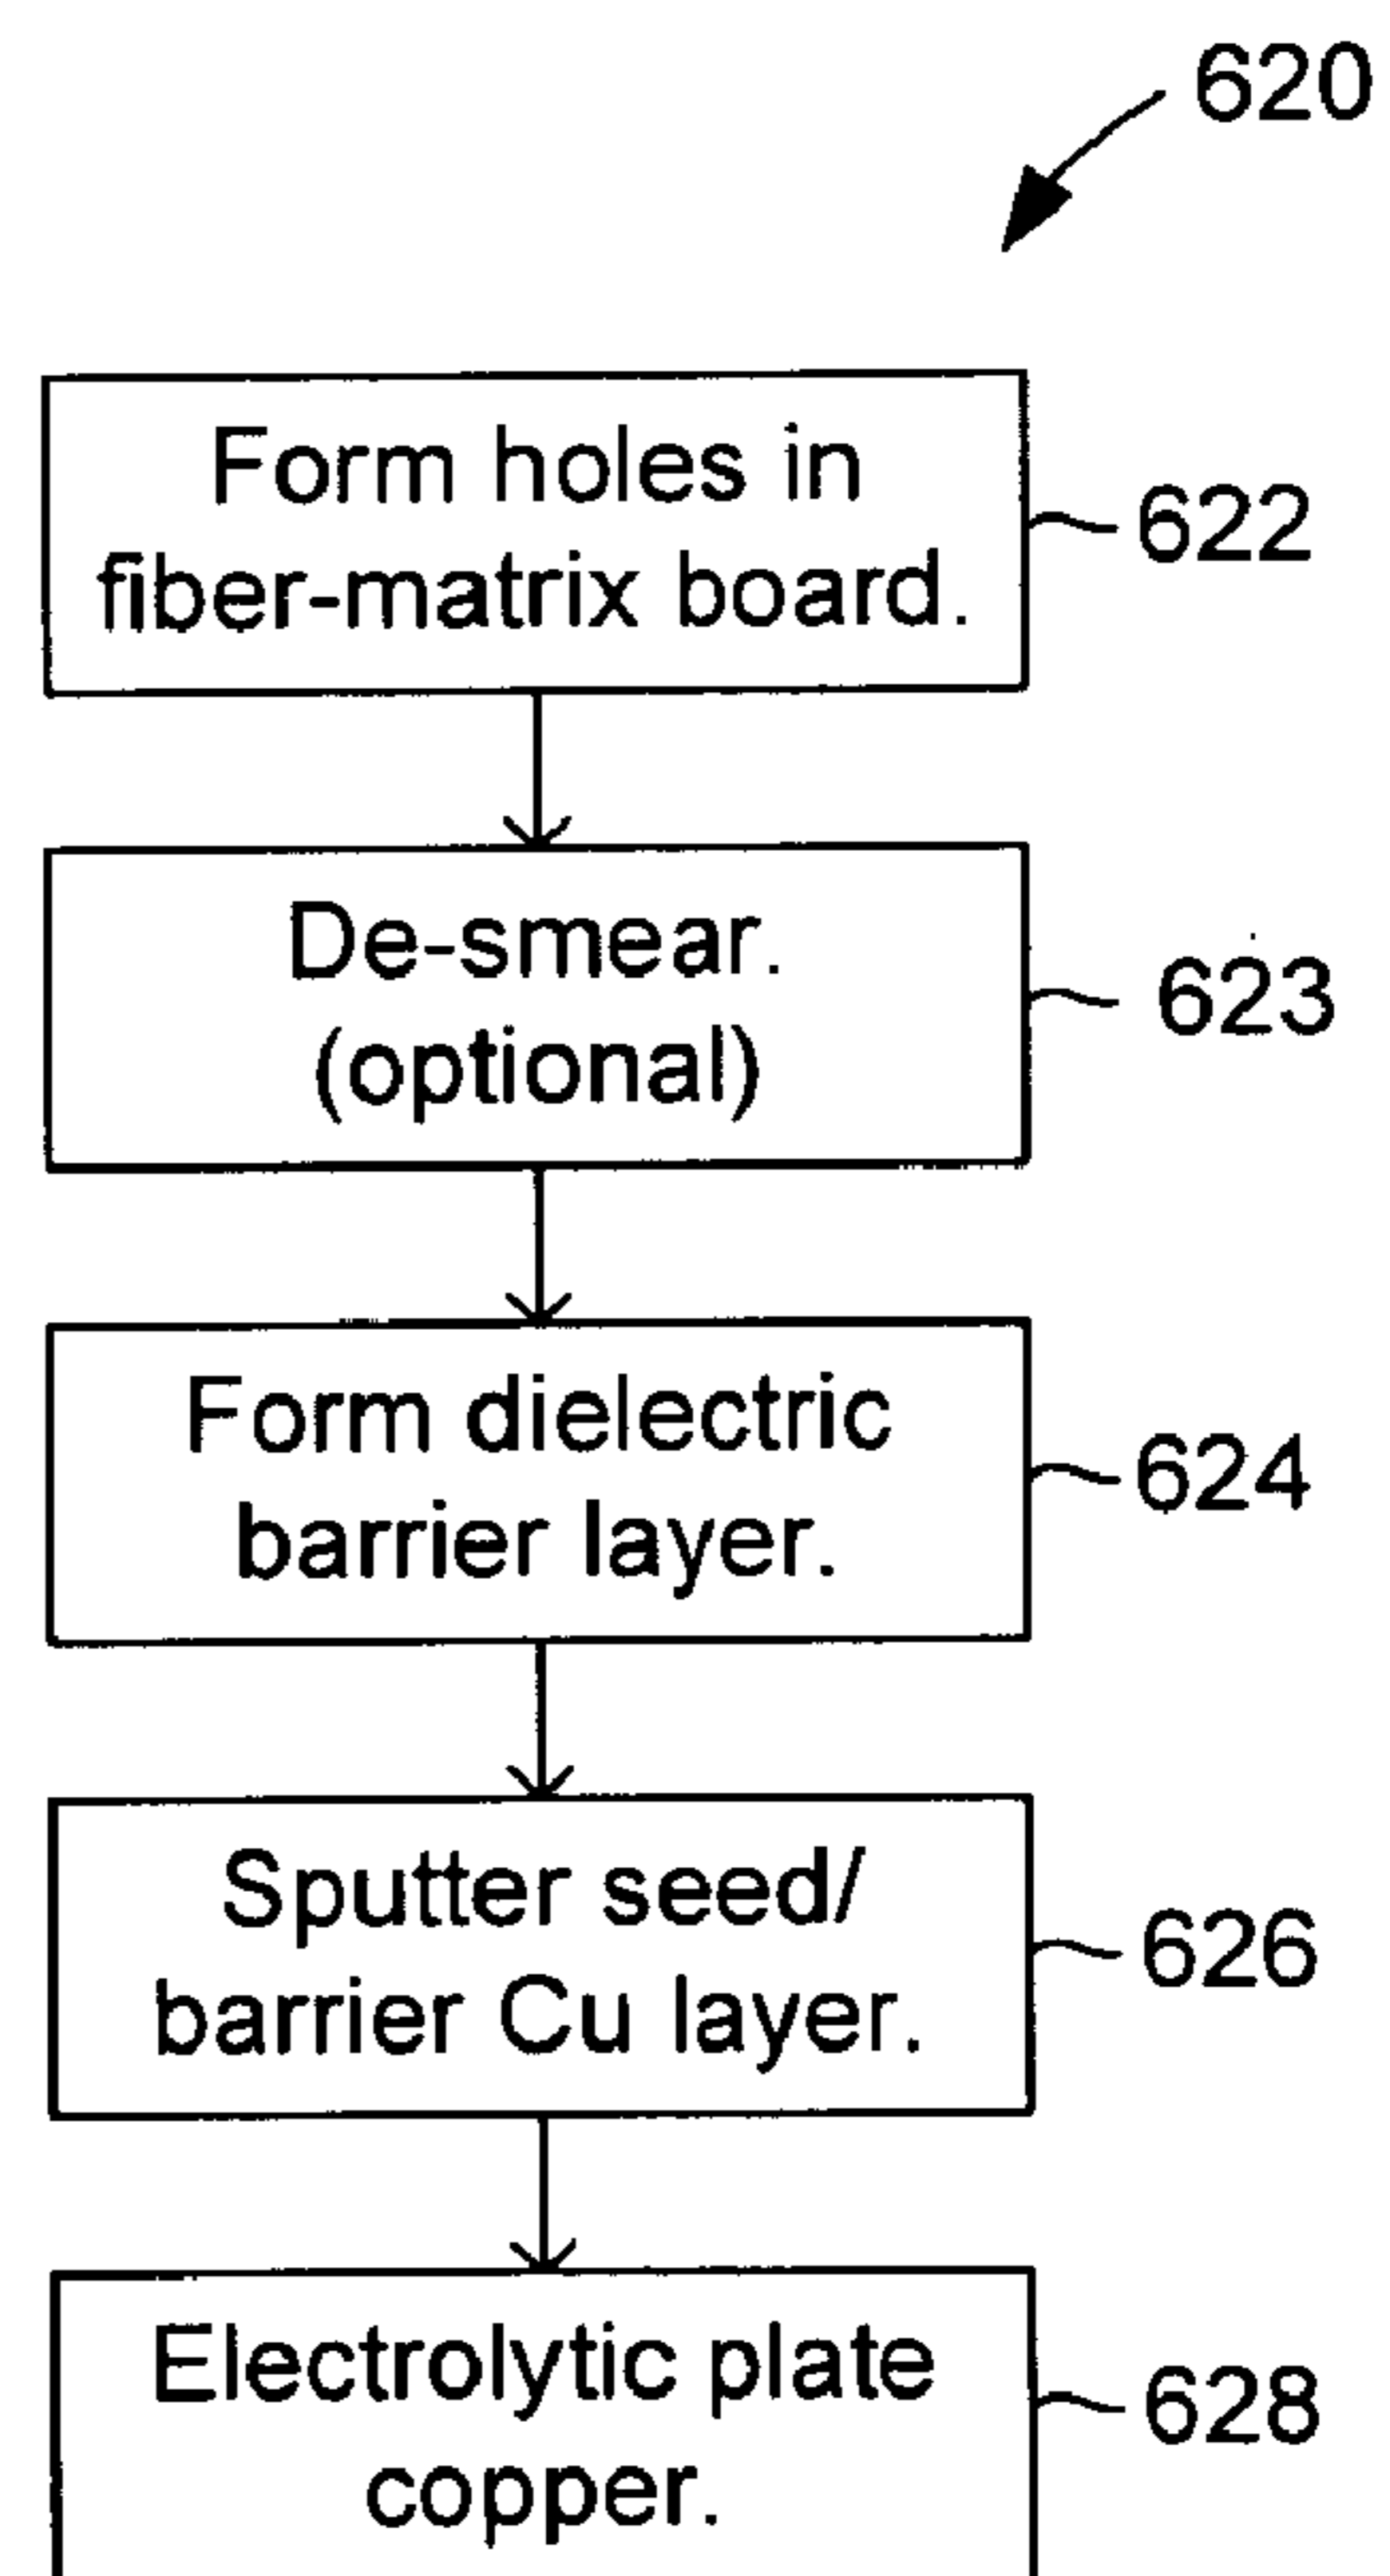 620
Form holes in
fiber-matrix board.
622
De-smear.
(optional)
623
Form dielectric
barrier layer.
624
Sputter seed/
barrier Cu layer.
626
Electrolytic plate
copper.
628